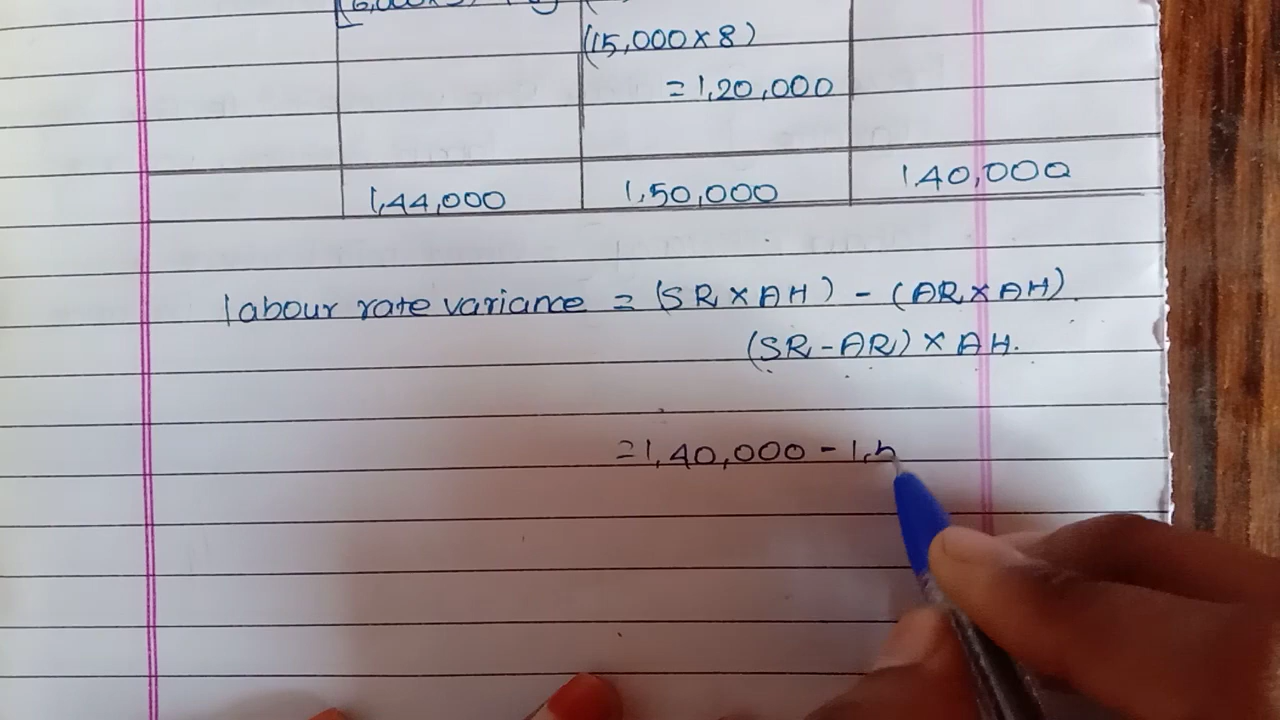 (15,000×8)
=1,20,000
1,44,000 1,50,000 1,40,000
labour rate variance = (SR×AH) - (AR×AH)
(SR-AR)×AH.
=1,40,000-1,5